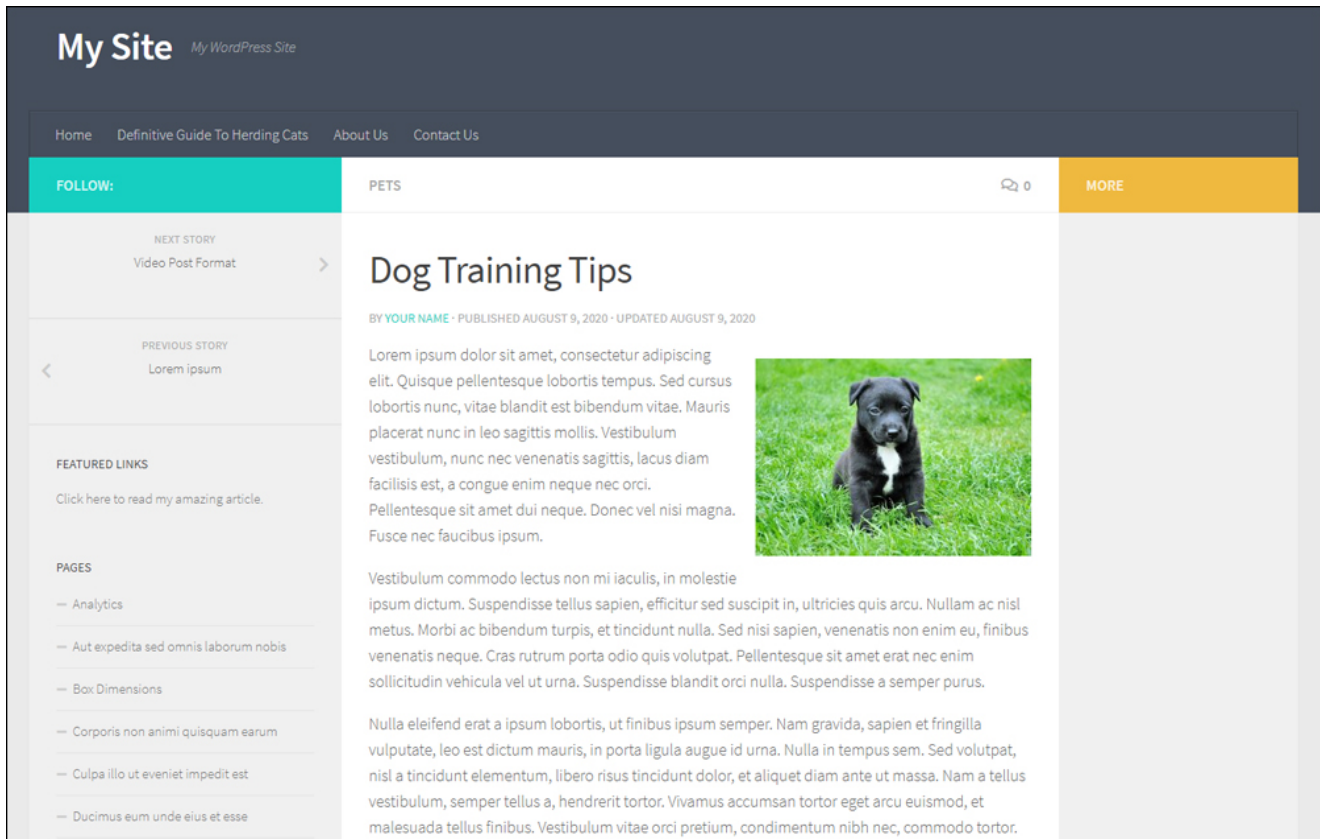 My Site My WordPress Site
Home Definitive Guide To Herding Cats About Us Contact Us
FOLLOW:
NEXT STORY
Video Post Format
PREVIOUS STORY
Lorem ipsum
FEATURED LINKS
Click here to read my amazing article.
PAGES
— Analytics
— Aut expedita sed omnis laborum nobis
— Box Dimensions
— Corporis non animi quisquam earum
— Culpa illo ut eveniet impedit est
— Ducimus eum unde eius et esse
PETS 0
Dog Training Tips
BY YOUR NAME · PUBLISHED AUGUST 9, 2020 · UPDATED AUGUST 9, 2020
Lorem ipsum dolor sit amet, consectetur adipiscing
elit. Quisque pellentesque lobortis tempus. Sed cursus
lobortis nunc, vitae blandit est bibendum vitae. Mauris
placerat nunc in leo sagittis mollis. Vestibulum
vestibulum, nunc nec venenatis sagittis, lacus diam
facilisis est, a congue enim neque nec orci.
Pellentesque sit amet dui neque. Donec vel nisi magna.
Fusce nec faucibus ipsum.
Vestibulum commodo lectus non mi iaculis, in molestie
ipsum dictum. Suspendisse tellus sapien, efficitur sed suscipit in, ultricies quis arcu. Nullam ac nisl
metus. Morbi ac bibendum turpis, et tincidunt nulla. Sed nisi sapien, venenatis non enim eu, finibus
venenatis neque. Cras rutrum porta odio quis volutpat. Pellentesque sit amet erat nec enim
sollicitudin vehicula vel ut urna. Suspendisse blandit orci nulla. Suspendisse a semper purus.
Nulla eleifend erat a ipsum lobortis, ut finibus ipsum semper. Nam gravida, sapien et fringilla
vulputate, leo est dictum mauris, in porta ligula augue id urna. Nulla in tempus sem. Sed volutpat,
nisl a tincidunt elementum, libero risus tincidunt dolor, et aliquet diam ante ut massa. Nam a tellus
vestibulum, semper tellus a, hendrerit tortor. Vivamus accumsan tortor eget arcu euismod, et
malesuada tellus finibus. Vestibulum vitae orci pretium, condimentum nibh nec, commodo tortor.
MORE